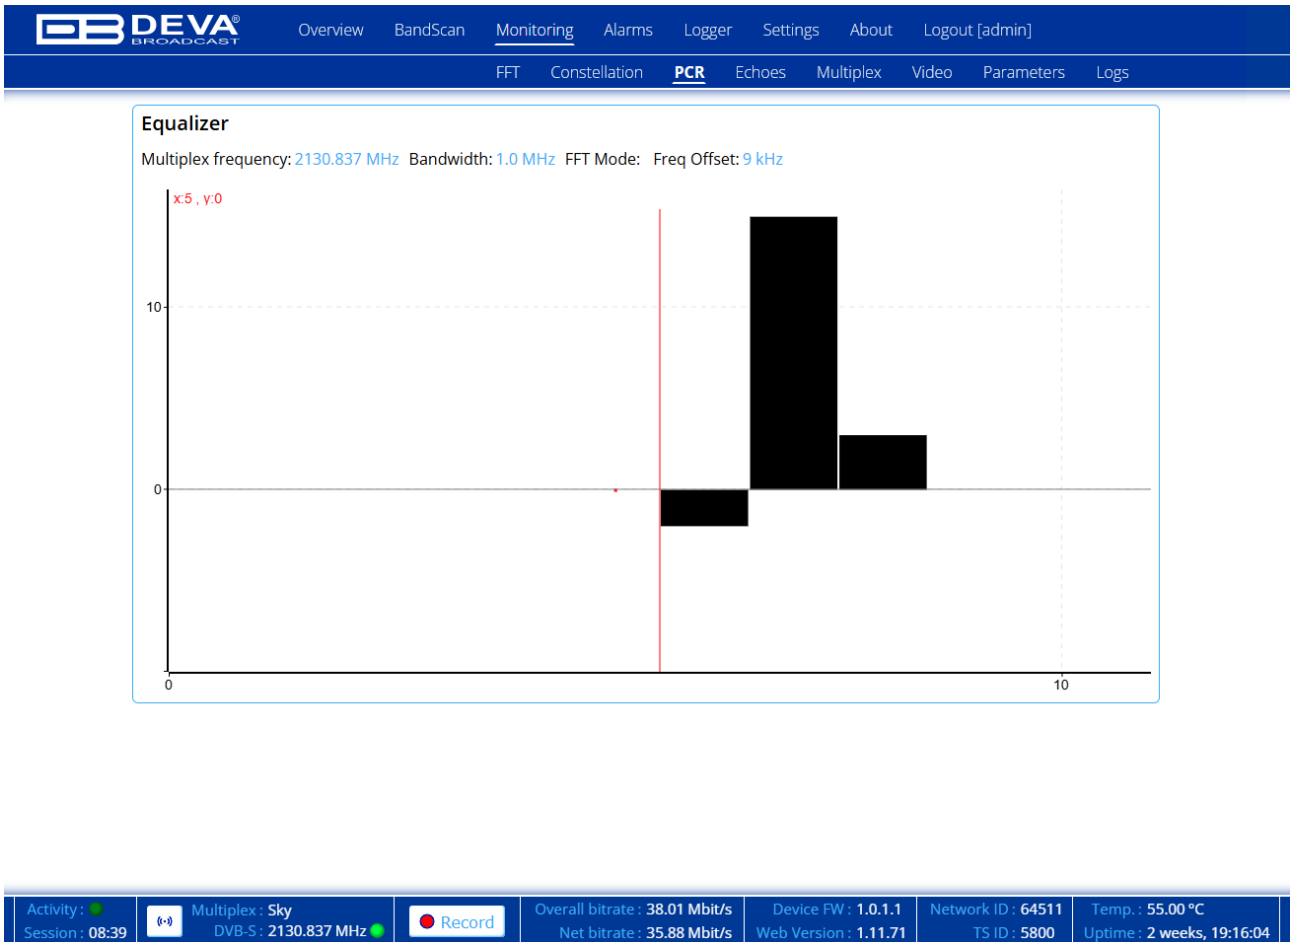 DEVA®
BROADCAST
Overview BandScan Monitoring Alarms Logger Settings About Logout [admin]
FFT Constellation PCR Echoes Multiplex Video Parameters Logs
Equalizer
Multiplex frequency: 2130.837 MHz Bandwidth: 1.0 MHz FFT Mode: Freq Offset: 9 kHz
x:5 , y:0
10
0
0
10
Activity : Multiplex : Sky Record Overall bitrate : 38.01 Mbit/s Device FW : 1.0.1.1 Network ID : 64511 Temp. : 55.00 °C
Session : 08:39 DVB-S : 2130.837 MHz Net bitrate : 35.88 Mbit/s Web Version : 1.11.71 TS ID : 5800 Uptime : 2 weeks, 19:16:04